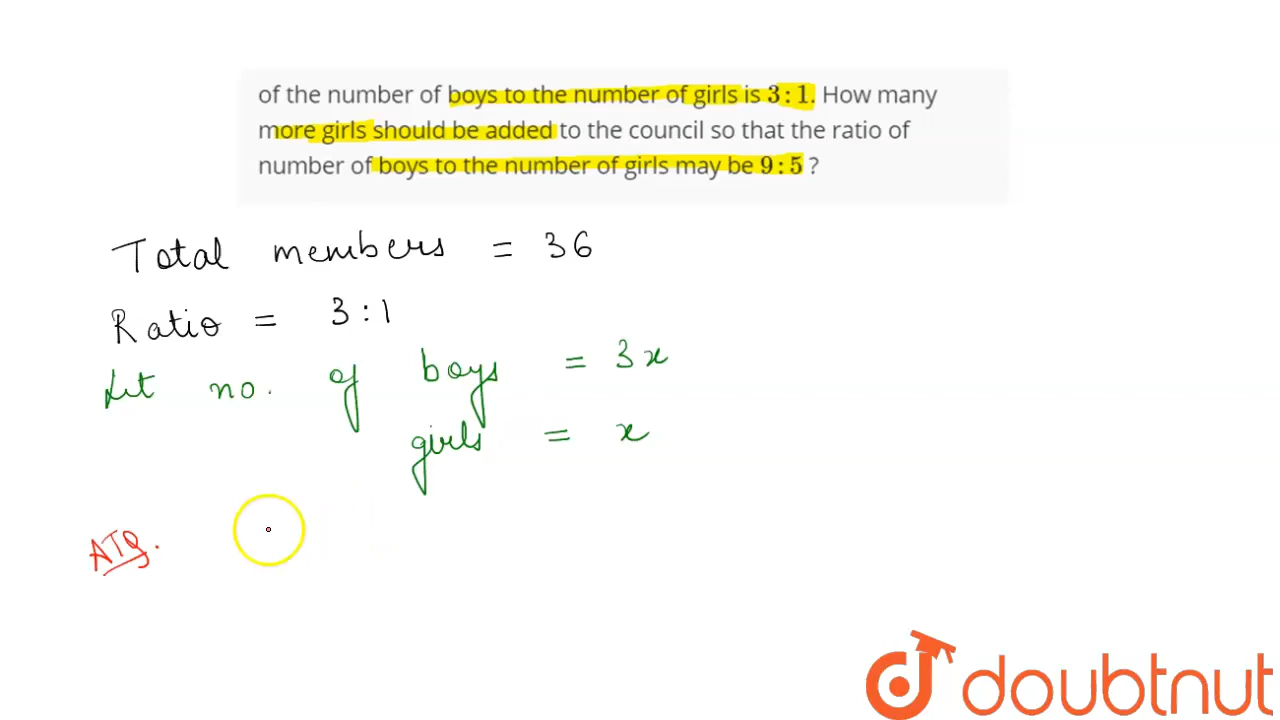 of the number of boys to the number of girls is 3 : 1. How many
more girls should be added to the council so that the ratio of
number of boys to the number of girls may be 9 : 5 ?
Total members = 36
Ratio = 3 : 1
Let no. of boys = 3x
girls = x
ATQ.
doubtnut